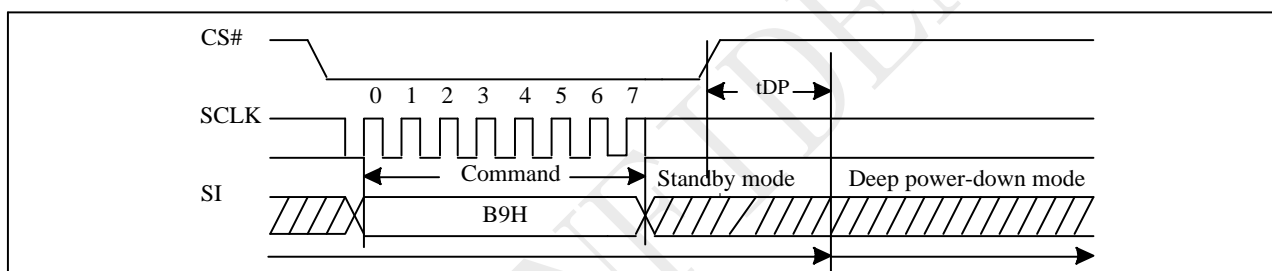 CS#
tDP
0 1 2 3 4 5 6 7
SCLK
Command
Standby mode
Deep power-down mode
SI
B9H